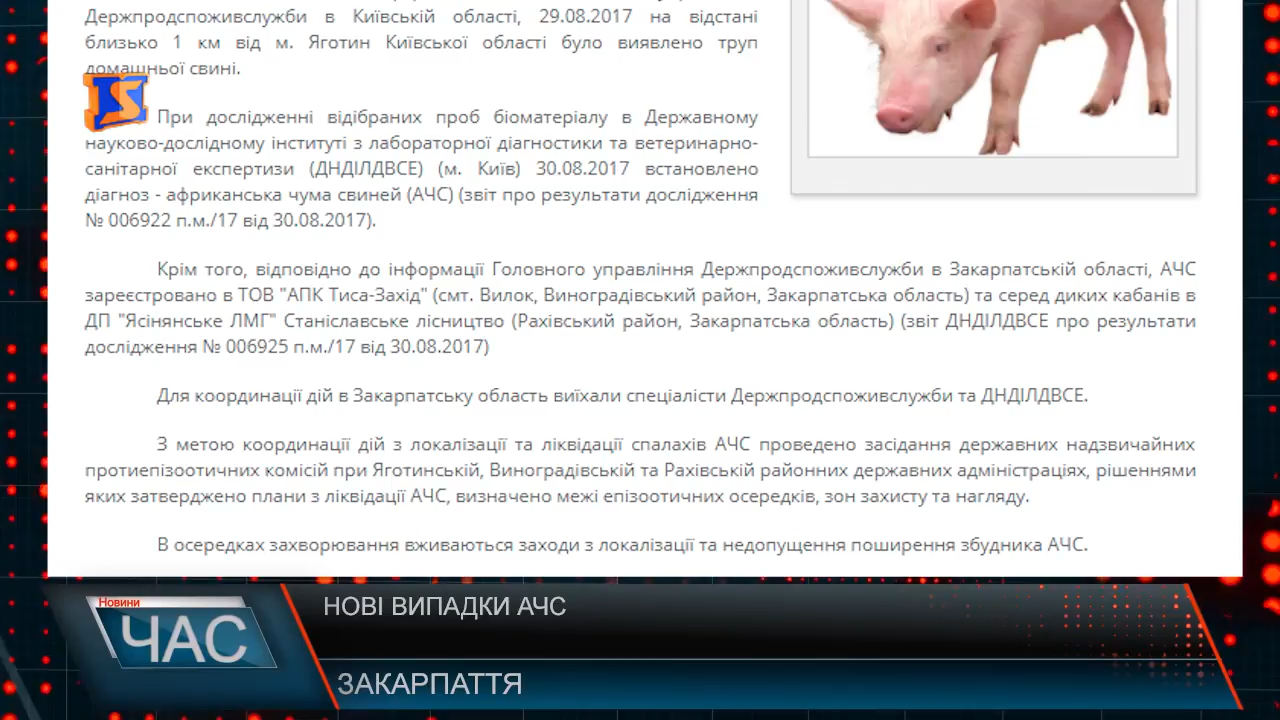 Держпродспоживслужби в Київській області, 29.08.2017 на відстані
близько 1 км від м. Яготин Київської області було виявлено труп
домашньої свині.
При дослідженні відібраних проб біоматеріалу в Державному
науково-дослідному інституті з лабораторної діагностики та ветеринарно-
санітарної експертизи (ДНДІЛДВСЕ) (м. Київ) 30.08.2017 встановлено
діагноз - африканська чума свиней (АЧС) (звіт про результати дослідження
№ 006922 п.м./17 від 30.08.2017).
Крім того, відповідно до інформації Головного управління Держпродспоживслужби в Закарпатській області, АЧС
зареєстровано в ТОВ "АПК Тиса-Захід" (смт. Вилок, Виноградівський район, Закарпатська область) та серед диких кабанів в
ДП "Ясінянське ЛМГ" Станіславське лісництво (Рахівський район, Закарпатська область) (звіт ДНДІЛДВСЕ про результати
дослідження № 006925 п.м./17 від 30.08.2017)
Для координації дій в Закарпатську область виїхали спеціалісти Держпродспоживслужби та ДНДІЛДВСЕ.
З метою координації дій з локалізації та ліквідації спалахів АЧС проведено засідання державних надзвичайних
протиепізоотичних комісій при Яготинській, Виноградівській та Рахівській районних державних адміністраціях, рішеннями
яких затверджено плани з ліквідації АЧС, визначено межі епізоотичних осередків, зон захисту та нагляду.
В осередках захворювання вживаються заходи з локалізації та недопущення поширення збудника АЧС.
Новини
ЧАС
НОВІ ВИПАДКИ АЧС
ЗАКАРПАТТЯ